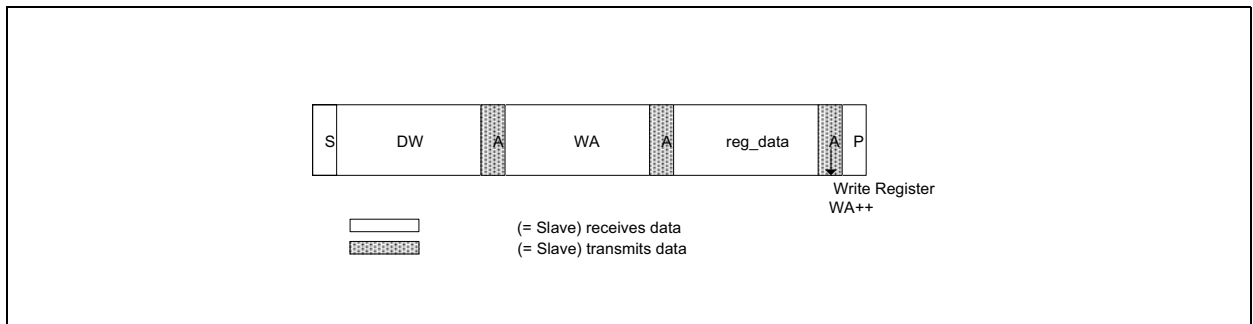 S DW A WA A reg_data A P
Write Register
WA++
(= Slave) receives data
(= Slave) transmits data